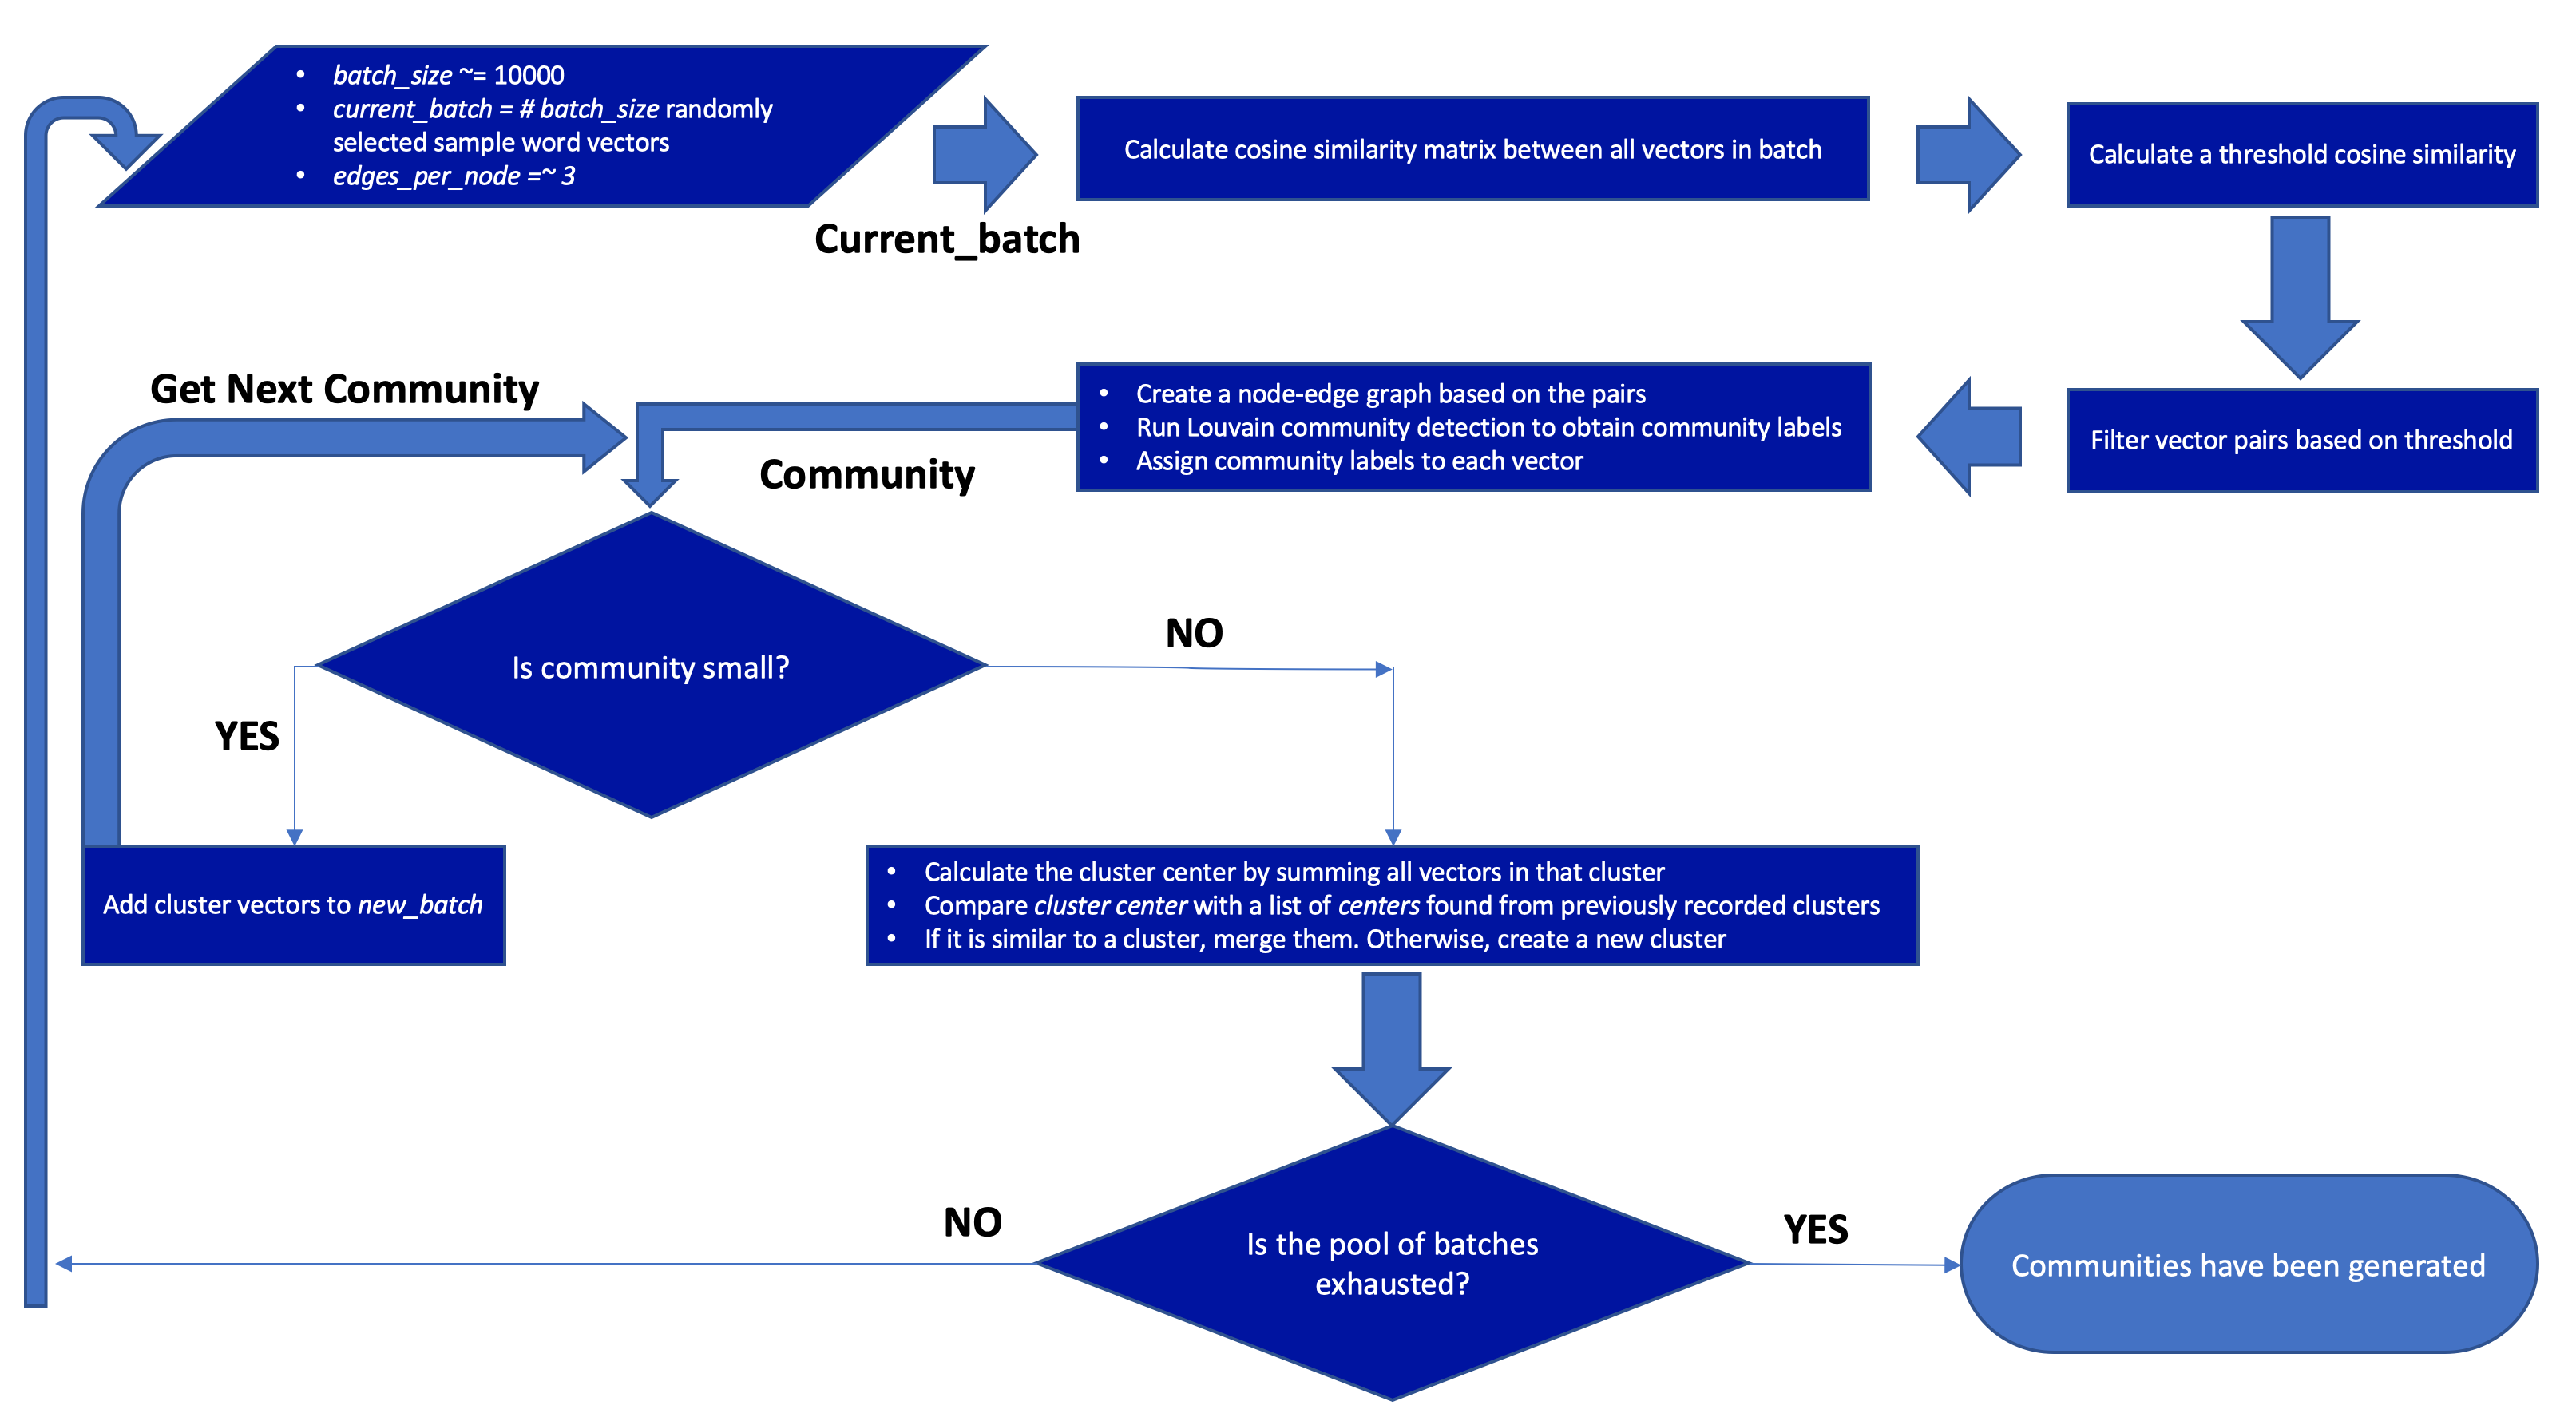 • batch_size ~= 10000
• current_batch = # batch_size randomly
selected sample word vectors
• edges_per_node =~ 3
Current_batch
Calculate cosine similarity matrix between all vectors in batch
Calculate a threshold cosine similarity
Get Next Community
Community
• Create a node-edge graph based on the pairs
• Run Louvain community detection to obtain community labels
• Assign community labels to each vector
Filter vector pairs based on threshold
Is community small?
NO
YES
Add cluster vectors to new_batch
• Calculate the cluster center by summing all vectors in that cluster
• Compare cluster center with a list of centers found from previously recorded clusters
• If it is similar to a cluster, merge them. Otherwise, create a new cluster
NO
Is the pool of batches
exhausted?
YES
Communities have been generated